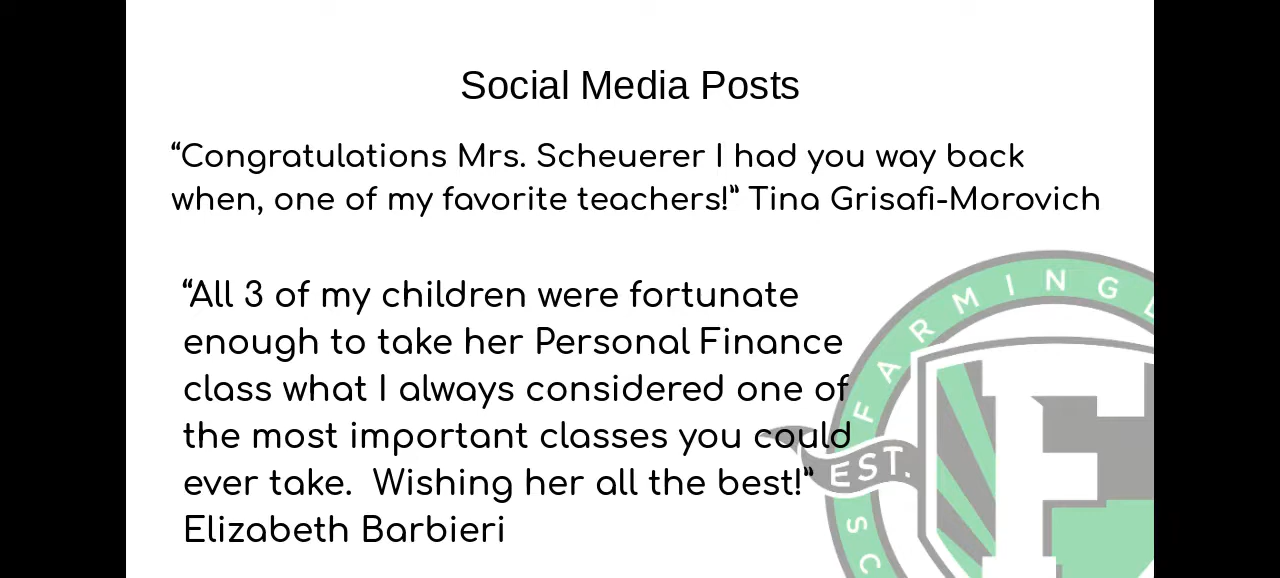 Social Media Posts
“Congratulations Mrs. Scheuerer I had you way back
when, one of my favorite teachers!” Tina Grisafi-Morovich
“All 3 of my children were fortunate
enough to take her Personal Finance
class what I always considered one of
the most important classes you could
ever take.  Wishing her all the best!”
Elizabeth Barbieri
FARMINGD
EST.
F
SC